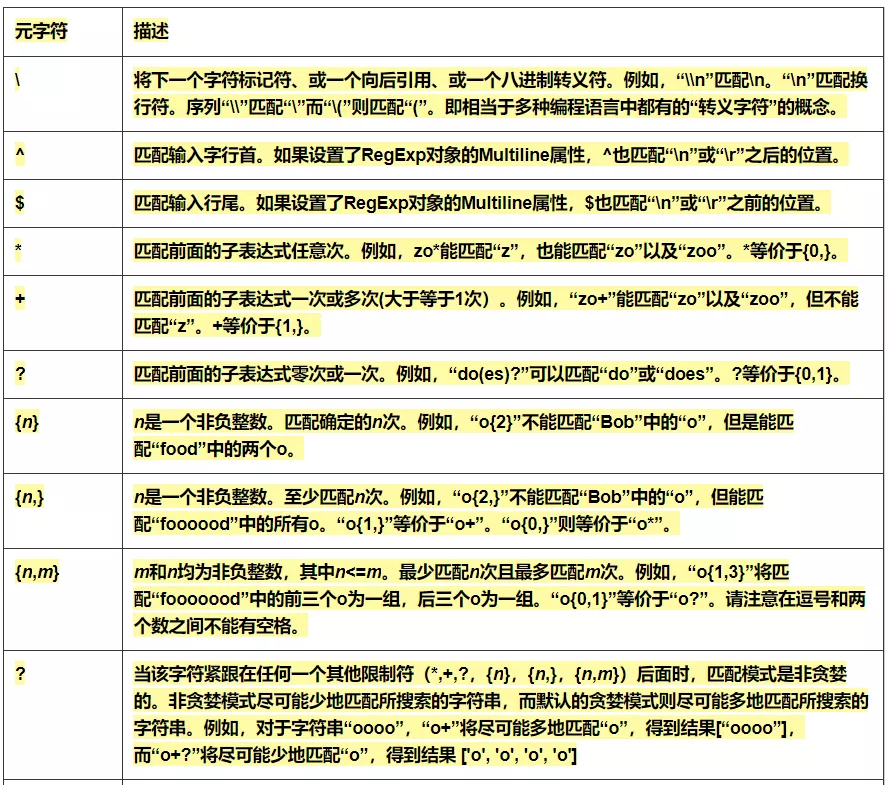 元字符 描述
\ 将下一个字符标记符、或一个向后引用、或一个八进制转义符。例如，“\\n”匹配\n。“\n”匹配换
行符。序列“\\”匹配“\”而“\(”则匹配“(”。即相当于多种编程语言中都有的“转义字符”的概念。
^ 匹配输入字行首。如果设置了RegExp对象的Multiline属性，^也匹配“\n”或“\r”之后的位置。
$ 匹配输入行尾。如果设置了RegExp对象的Multiline属性，$也匹配“\n”或“\r”之前的位置。
* 匹配前面的子表达式任意次。例如，zo*能匹配“z”，也能匹配“zo”以及“zoo”。*等价于{0,}。
+ 匹配前面的子表达式一次或多次(大于等于1次）。例如，“zo+”能匹配“zo”以及“zoo”，但不能
匹配“z”。+等价于{1,}。
? 匹配前面的子表达式零次或一次。例如，“do(es)?”可以匹配“do”或“does”。?等价于{0,1}。
{n} n是一个非负整数。匹配确定的n次。例如，“o{2}”不能匹配“Bob”中的“o”，但是能匹
配“food”中的两个o。
{n,} n是一个非负整数。至少匹配n次。例如，“o{2,}”不能匹配“Bob”中的“o”，但能匹
配“foooood”中的所有o。“o{1,}”等价于“o+”。“o{0,}”则等价于“o*”。
{n,m} m和n均为非负整数，其中n<=m。最少匹配n次且最多匹配m次。例如，“o{1,3}”将匹
配“fooooood”中的前三个o为一组，后三个o为一组。“o{0,1}”等价于“o?”。请注意在逗号和两
个数之间不能有空格。
? 当该字符紧跟在任何一个其他限制符（*,+,?，{n}，{n,}，{n,m}）后面时，匹配模式是非贪婪
的。非贪婪模式尽可能少地匹配所搜索的字符串，而默认的贪婪模式则尽可能多地匹配所搜索的
字符串。例如，对于字符串“oooo”，“o+”将尽可能多地匹配“o”，得到结果[“oooo”]，
而“o+?”将尽可能少地匹配“o”，得到结果 ['o', 'o', 'o', 'o']